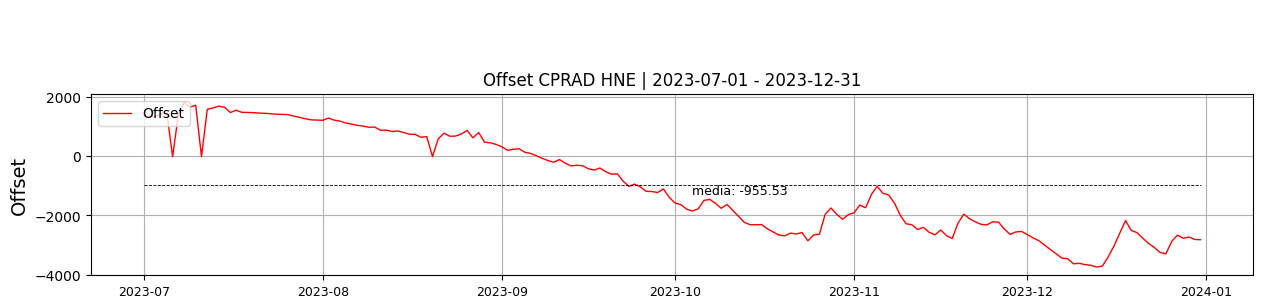 Offset CPRAD HNE | 2023-07-01 - 2023-12-31
Offset
2000
0
−2000
−4000
Offset
media: -955.53
2023-07
2023-08
2023-09
2023-10
2023-11
2023-12
2024-01